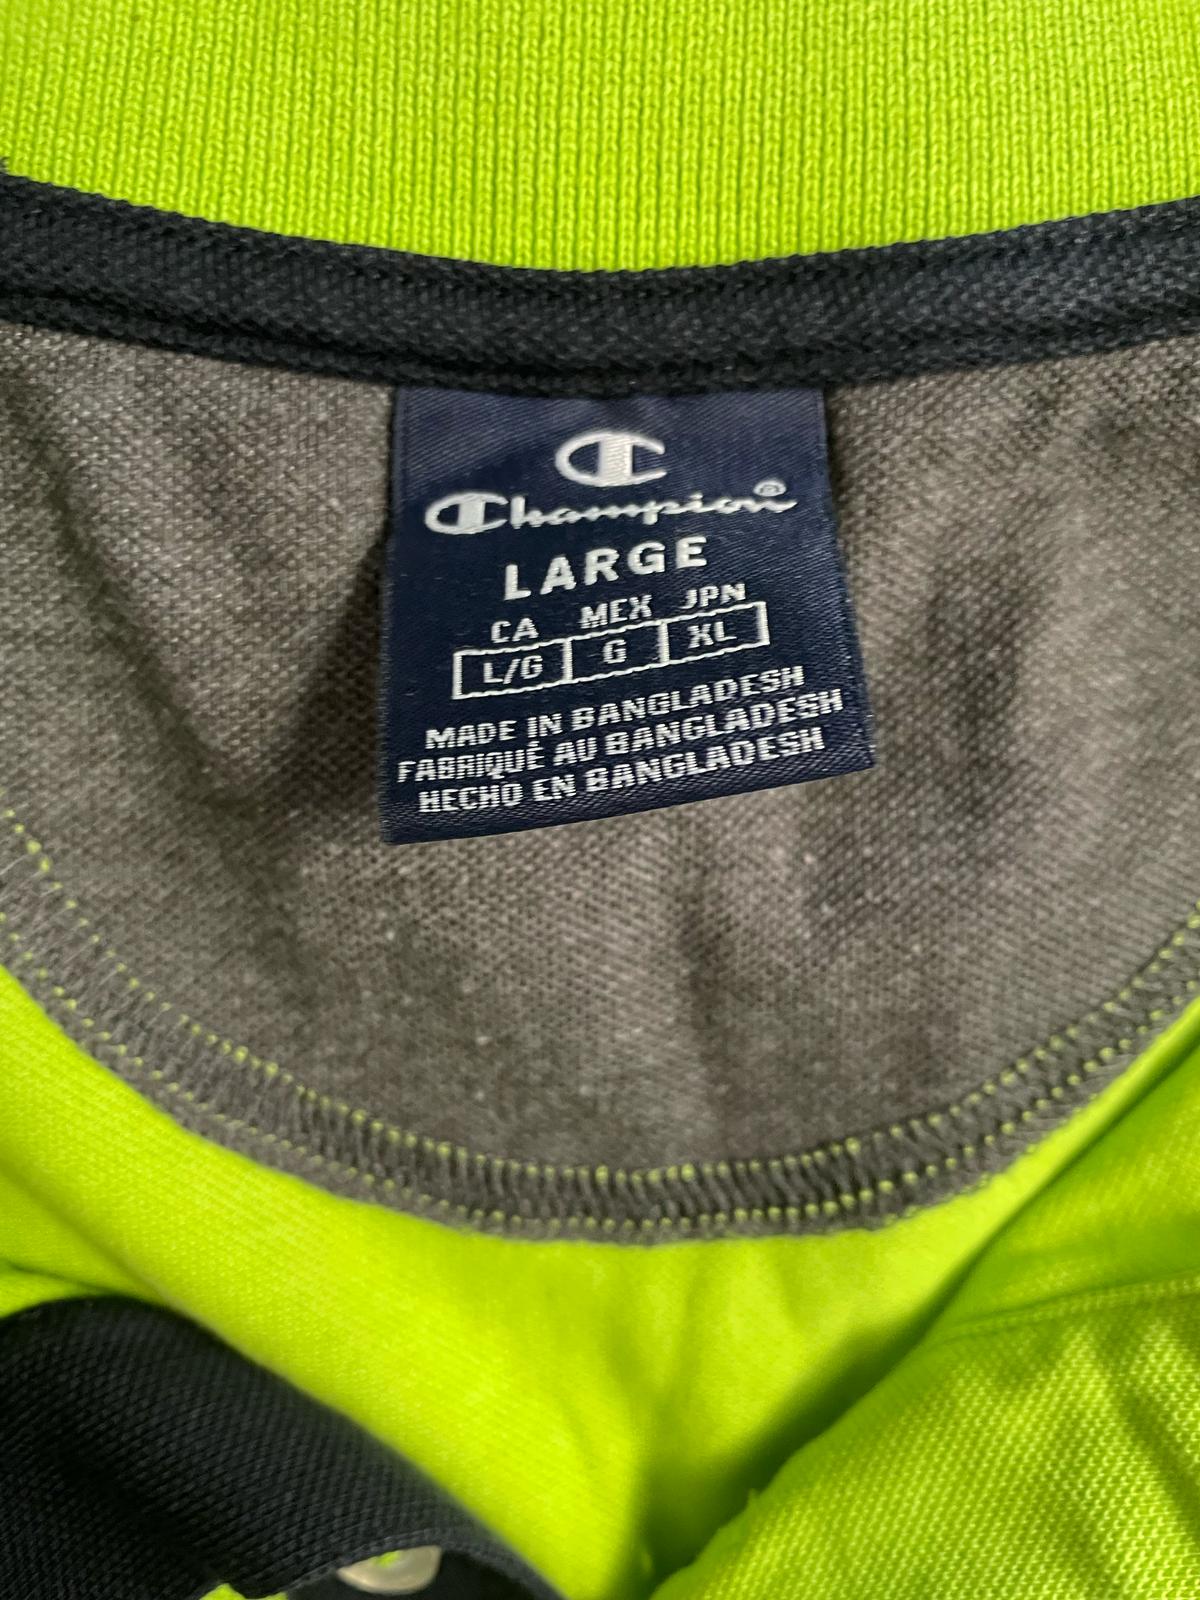 Champion®
LARGE
CA MEX JPN
L/G G XL
MADE IN BANGLADESH
FABRIQUÉ AU BANGLADESH
HECHO EN BANGLADESH